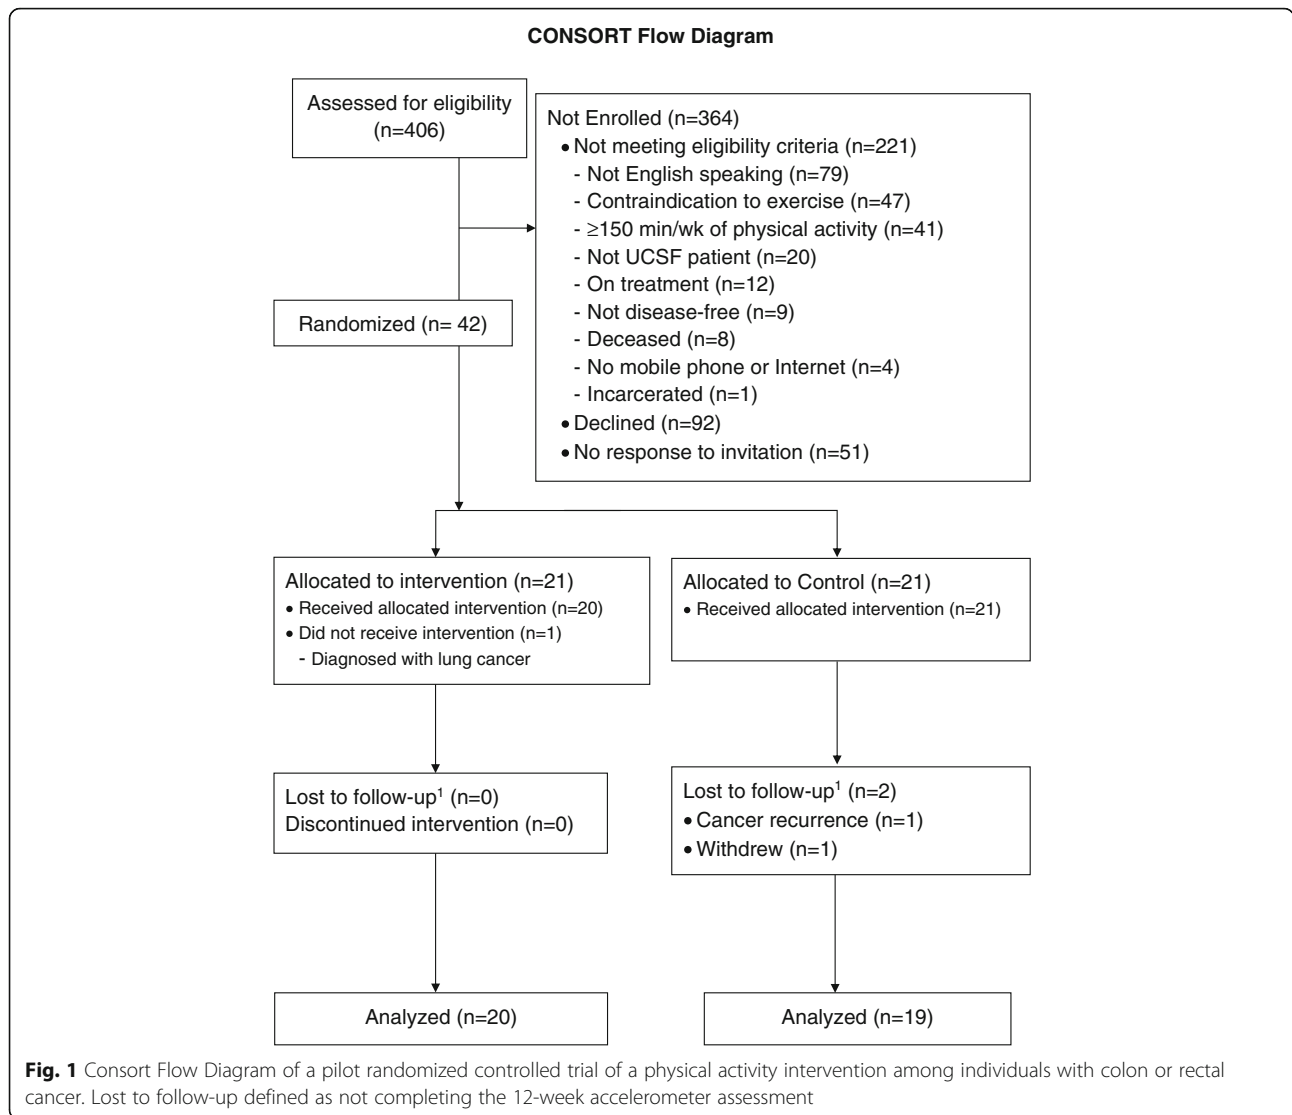 CONSORT Flow Diagram
Assessed for eligibility
(n=406)
Not Enrolled (n=364)
• Not meeting eligibility criteria (n=221)
- Not English speaking (n=79)
- Contraindication to exercise (n=47)
- ≥150 min/wk of physical activity (n=41)
- Not UCSF patient (n=20)
- On treatment (n=12)
- Not disease-free (n=9)
- Deceased (n=8)
- No mobile phone or Internet (n=4)
- Incarcerated (n=1)
• Declined (n=92)
• No response to invitation (n=51)
Randomized (n= 42)
Allocated to intervention (n=21)
• Received allocated intervention (n=20)
• Did not receive intervention (n=1)
- Diagnosed with lung cancer
Allocated to Control (n=21)
• Received allocated intervention (n=21)
Lost to follow-up¹ (n=0)
Discontinued intervention (n=0)
Lost to follow-up¹ (n=2)
• Cancer recurrence (n=1)
• Withdrew (n=1)
Analyzed (n=20)
Analyzed (n=19)
Fig. 1 Consort Flow Diagram of a pilot randomized controlled trial of a physical activity intervention among individuals with colon or rectal
cancer. Lost to follow-up defined as not completing the 12-week accelerometer assessment